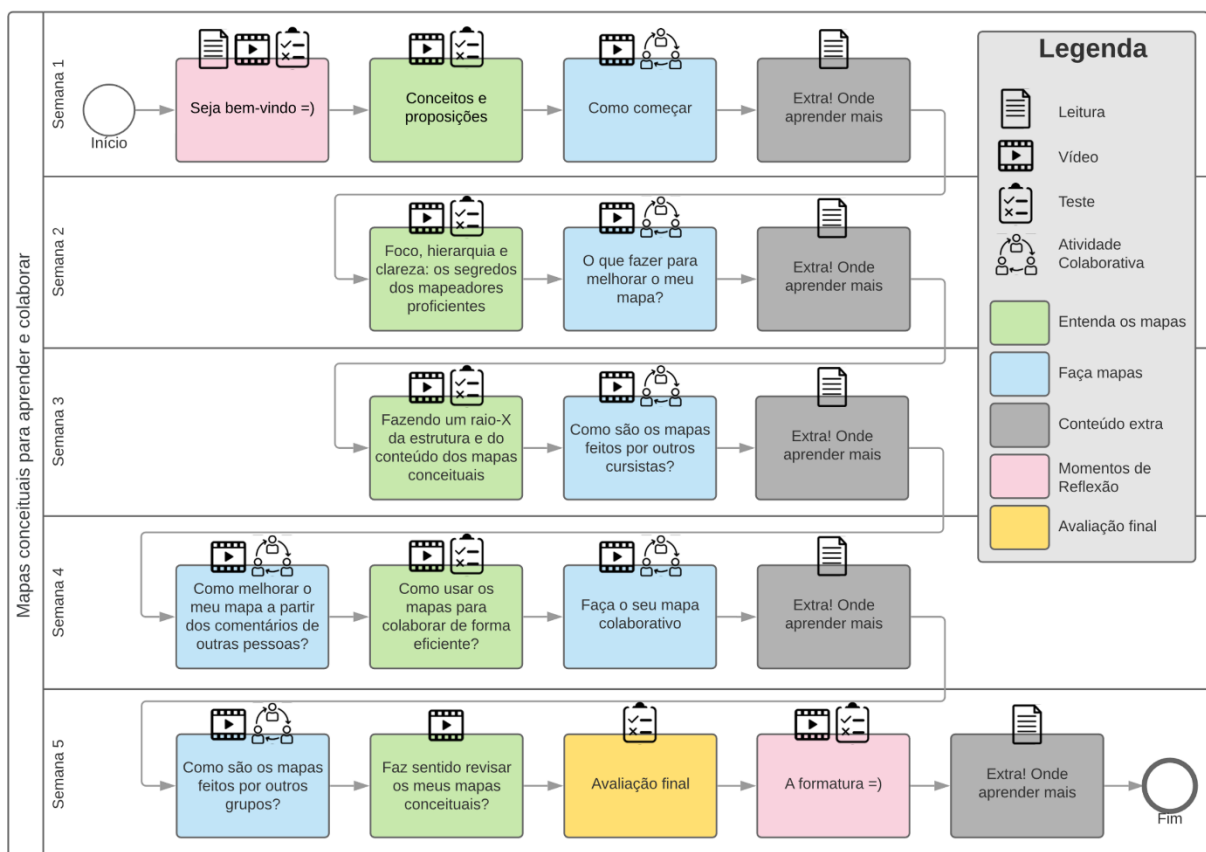 Mapas conceituais para aprender e colaborar
Semana 1
Início
Seja bem-vindo =)
Conceitos e
proposições
Como começar
Extra! Onde
aprender mais
Semana 2
Foco, hierarquia e
clareza: os segredos
dos mapeadores
proficientes
O que fazer para
melhorar o meu
mapa?
Extra! Onde
aprender mais
Semana 3
Fazendo um raio-X
da estrutura e do
conteúdo dos mapas
conceituais
Como são os mapas
feitos por outros
cursistas?
Extra! Onde
aprender mais
Semana 4
Como melhorar o
meu mapa a partir
dos comentários de
outras pessoas?
Como usar os
mapas para
colaborar de forma
eficiente?
Faça o seu mapa
colaborativo
Extra! Onde
aprender mais
Semana 5
Como são os mapas
feitos por outros
grupos?
Faz sentido revisar
os meus mapas
conceituais?
Avaliação final
A formatura =)
Extra! Onde
aprender mais
Fim
Legenda
Leitura
Vídeo
Teste
Atividade
Colaborativa
Entenda os mapas
Faça mapas
Conteúdo extra
Momentos de
Reflexão
Avaliação final